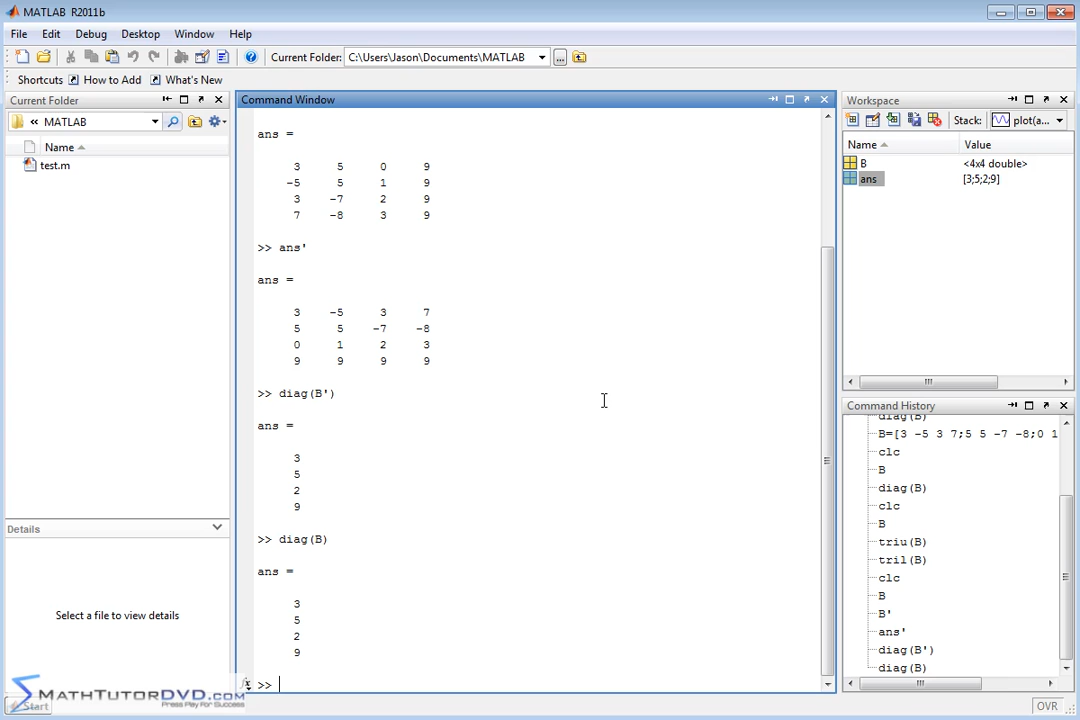 MATLAB R2011b
File Edit Debug Desktop Window Help
Current Folder: C:\Users\Jason\Documents\MATLAB ...
Shortcuts How to Add What's New
Current Folder
« MATLAB
Name
test.m
Details
Select a file to view details
Command Window
ans =
3 5 0 9
-5 5 1 9
3 -7 2 9
7 -8 3 9
>> ans'
ans =
3 -5 3 7
5 5 -7 -8
0 1 2 3
9 9 9 9
>> diag(B')
ans =
3
5
2
9
>> diag(B)
ans =
3
5
2
9
fx >>
Workspace
Stack: plot(a...
Name Value
B <4x4 double>
ans [3;5;2;9]
Command History
diag(B)
B=[3 -5 3 7;5 5 -7 -8;0 1
clc
B
diag(B)
clc
B
triu(B)
tril(B)
clc
B
B'
ans'
diag(B')
diag(B)
MATHTUTORDVD.COM
Press Play For Success
Start
OVR